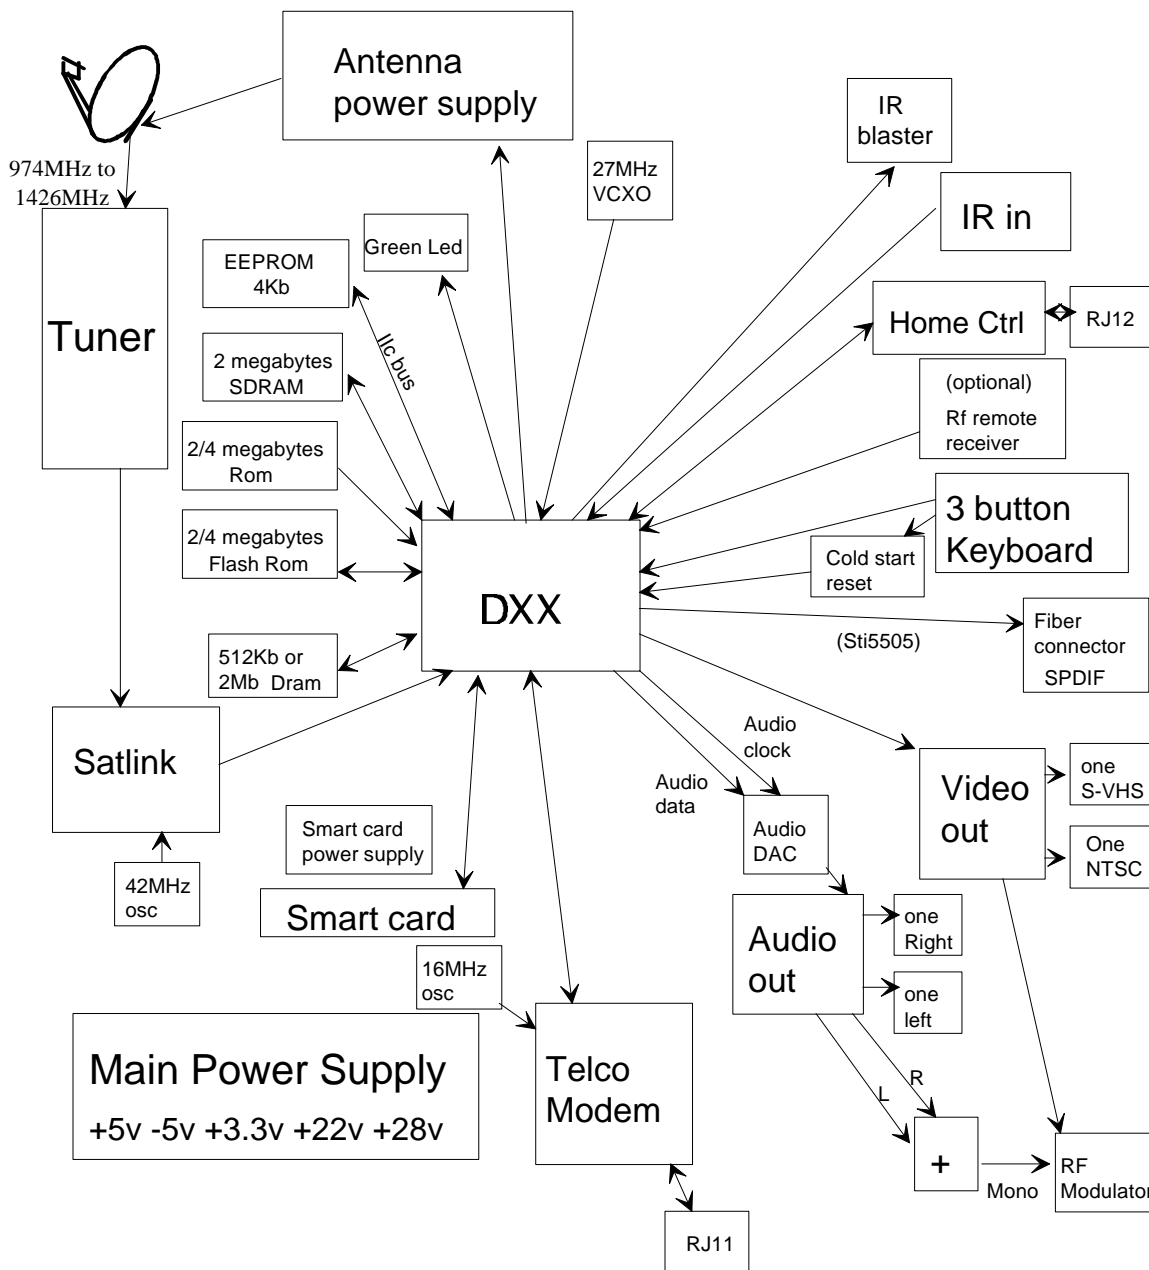 Antenna
power supply
IR
blaster
974MHz to
1426MHz
27MHz
VCXO
IR in
Green Led
EEPROM
4Kb
Tuner
IIc bus
Home Ctrl
RJ12
2 megabytes
SDRAM
(optional)
Rf remote
receiver
2/4 megabytes
Rom
3 button
Keyboard
2/4 megabytes
Flash Rom
Cold start
reset
DXX
(Sti5505)
Fiber
connector
SPDIF
512Kb or
2Mb Dram
Satlink
Audio
clock
Audio
data
Video
out
one
S-VHS
Smart card
power supply
Audio
DAC
One
NTSC
42MHz
osc
Smart card
Audio
out
one
Right
16MHz
osc
one
left
Main Power Supply
+5v -5v +3.3v +22v +28v
Telco
Modem
L
R
+
Mono
RF
Modulator
RJ11